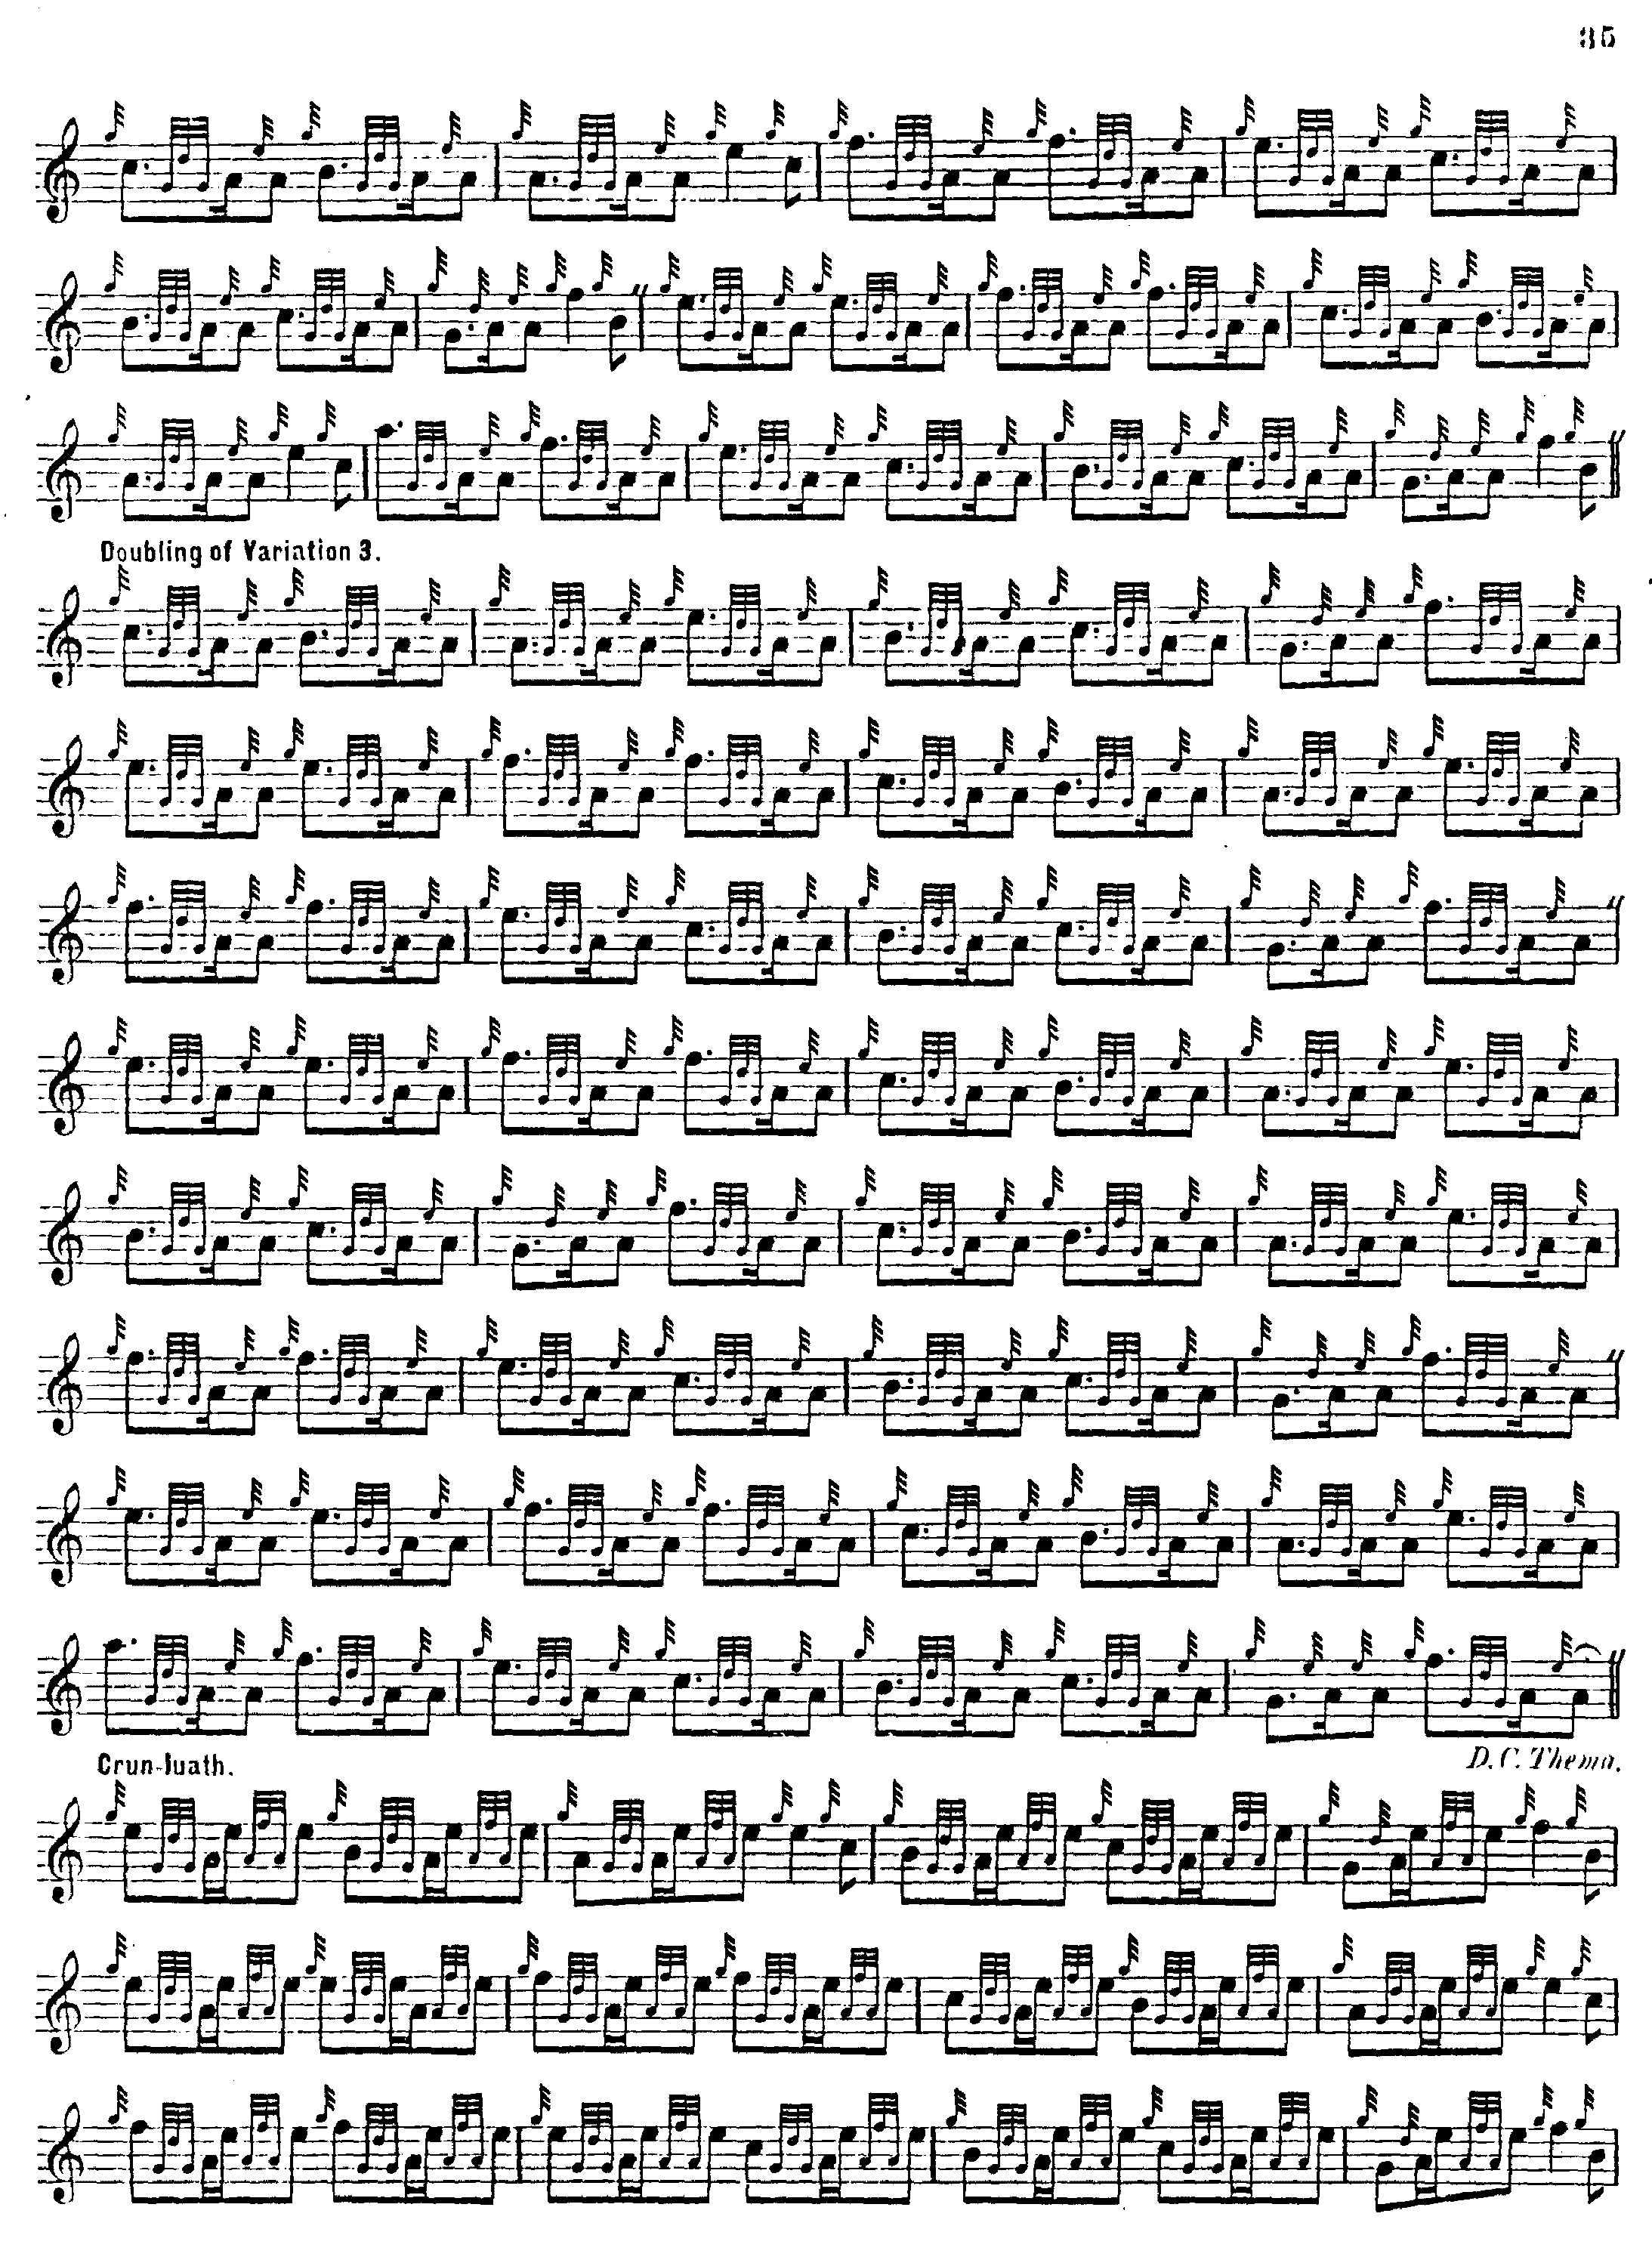 35
Doubling of Variation 3.
Crun-luath.
D.C. Thema.